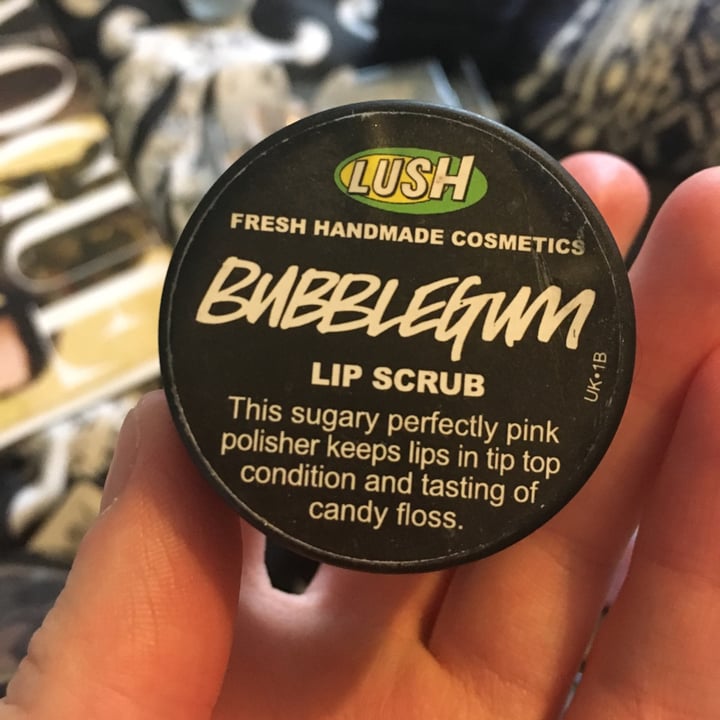 LUSH
FRESH HANDMADE COSMETICS
BUBBLEGUM
LIP SCRUB
UK•1B
This sugary perfectly pink
polisher keeps lips in tip top
condition and tasting of
candy floss.